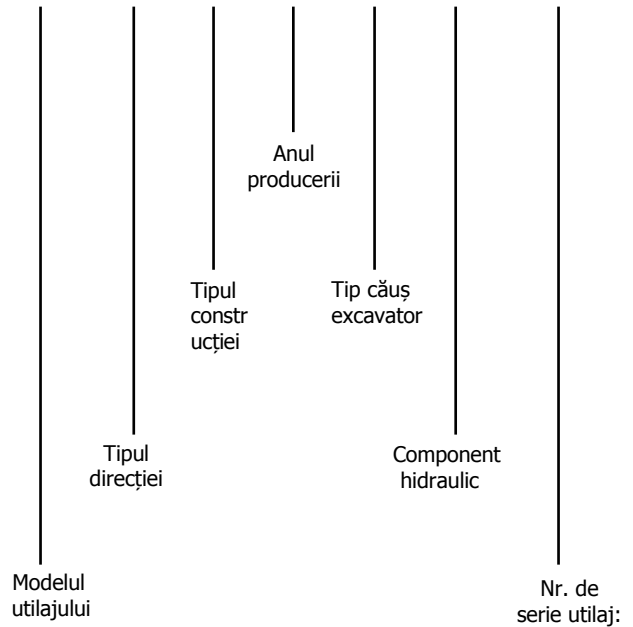 Anul
producerii
Tipul
constr
ucției
Tip căuș
excavator
Tipul
direcției
Component
hidraulic
Modelul
utilajului
Nr. de
serie utilaj: